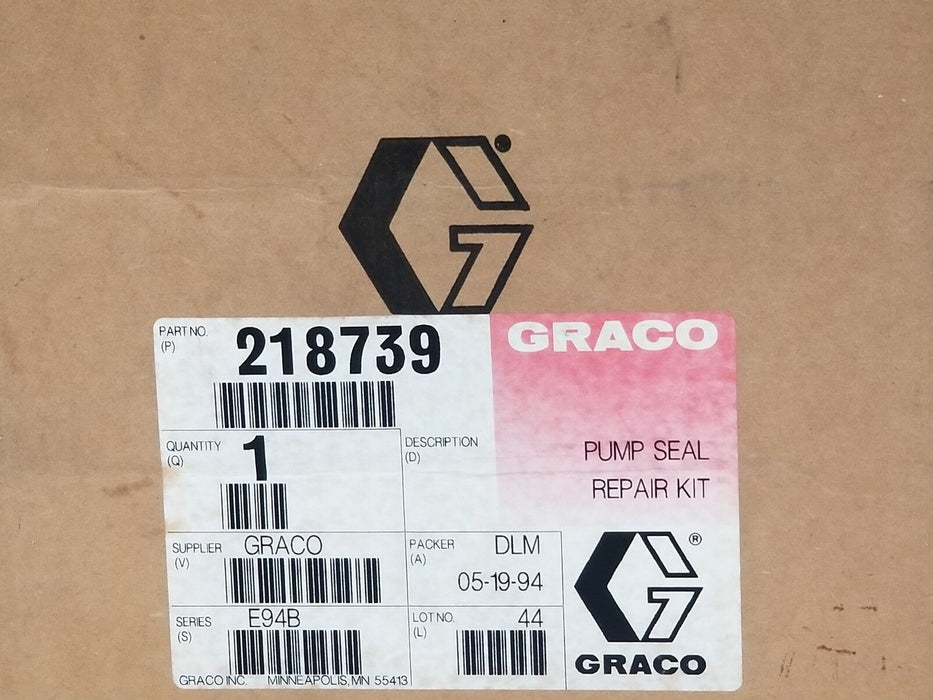 PART NO.
(P)
218739
GRACO
QUANTITY
(Q)
1
DESCRIPTION
(D)
PUMP SEAL
REPAIR KIT
SUPPLIER
(V)
GRACO
PACKER
(A)
DLM
05-19-94
®
SERIES
(S)
E94B
LOT NO.
(L)
44
GRACO
GRACO INC. MINNEAPOLIS, MN 55413